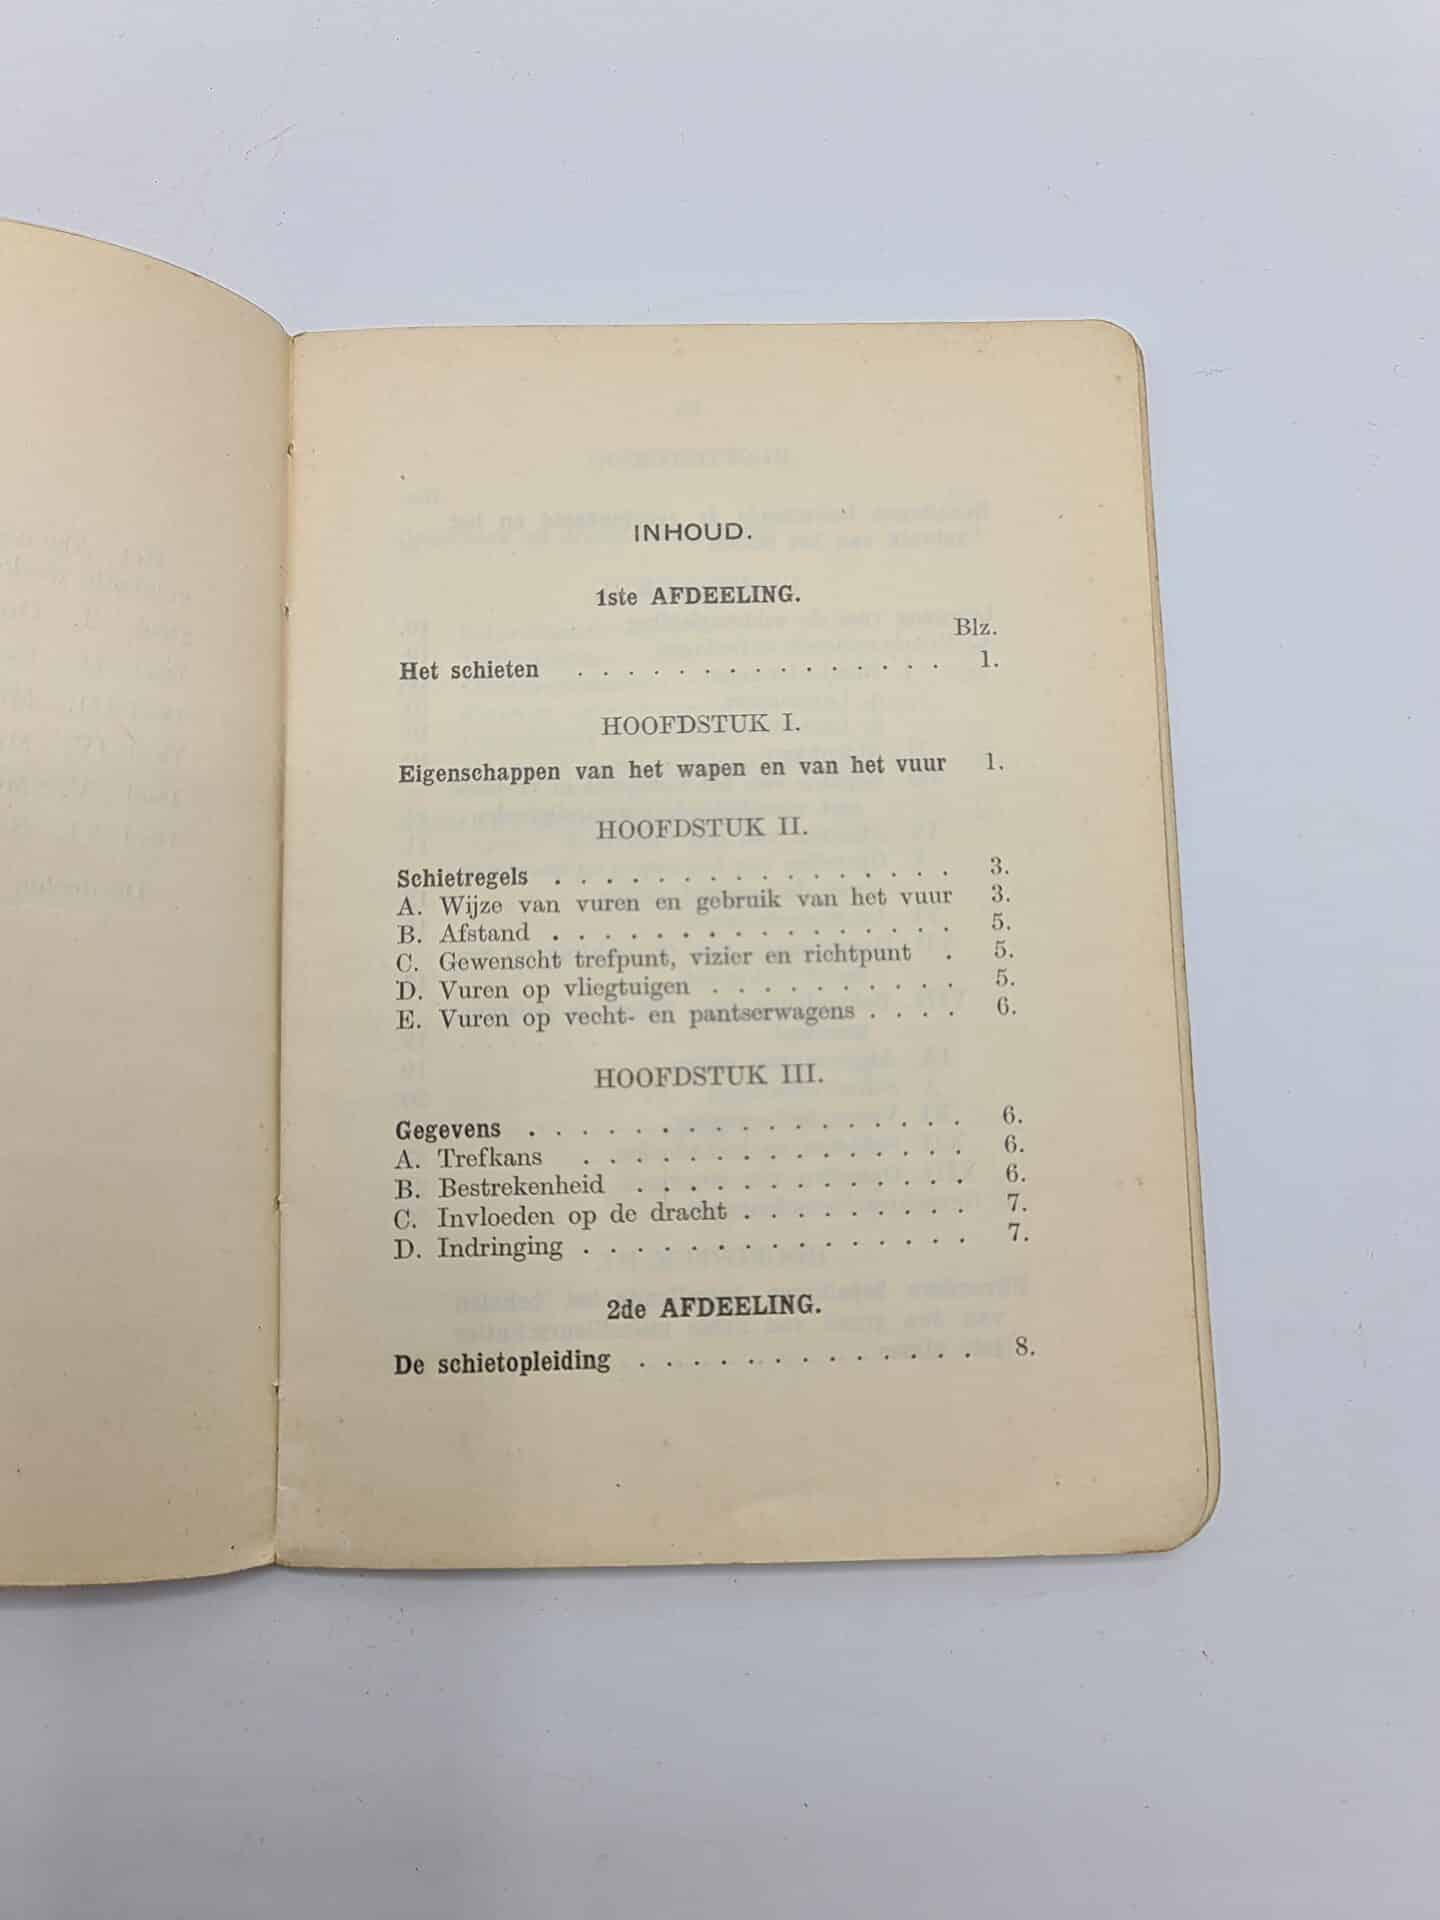 INHOUD.
1ste AFDEELING.
Blz.
Het schieten . . . . . . . . . . . . . . . 1.
HOOFDSTUK I.
Eigenschappen van het wapen en van het vuur 1.
HOOFDSTUK II.
Schietregels . . . . . . . . . . . . . . . . 3.
A. Wijze van vuren en gebruik van het vuur 3.
B. Afstand . . . . . . . . . . . . . . . . 5.
C. Gewenscht trefpunt, vizier en richtpunt . 5.
D. Vuren op vliegtuigen . . . . . . . . . . 5.
E. Vuren op vecht- en pantserwagens . . . . 6.
HOOFDSTUK III.
Gegevens . . . . . . . . . . . . . . . . . 6.
A. Trefkans . . . . . . . . . . . . . . . 6.
B. Bestrekenheid . . . . . . . . . . . . . 6.
C. Invloeden op de dracht . . . . . . . . . 7.
D. Indringing . . . . . . . . . . . . . . . 7.
2de AFDEELING.
De schietopleiding . . . . . . . . . . . . . 8.